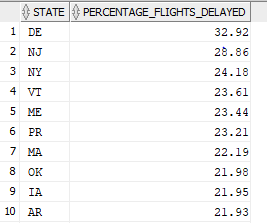 STATE PERCENTAGE_FLIGHTS_DELAYED
1 DE 32.92
2 NJ 28.86
3 NY 24.18
4 VT 23.61
5 ME 23.44
6 PR 23.21
7 MA 22.19
8 OK 21.98
9 IA 21.95
10 AR 21.93